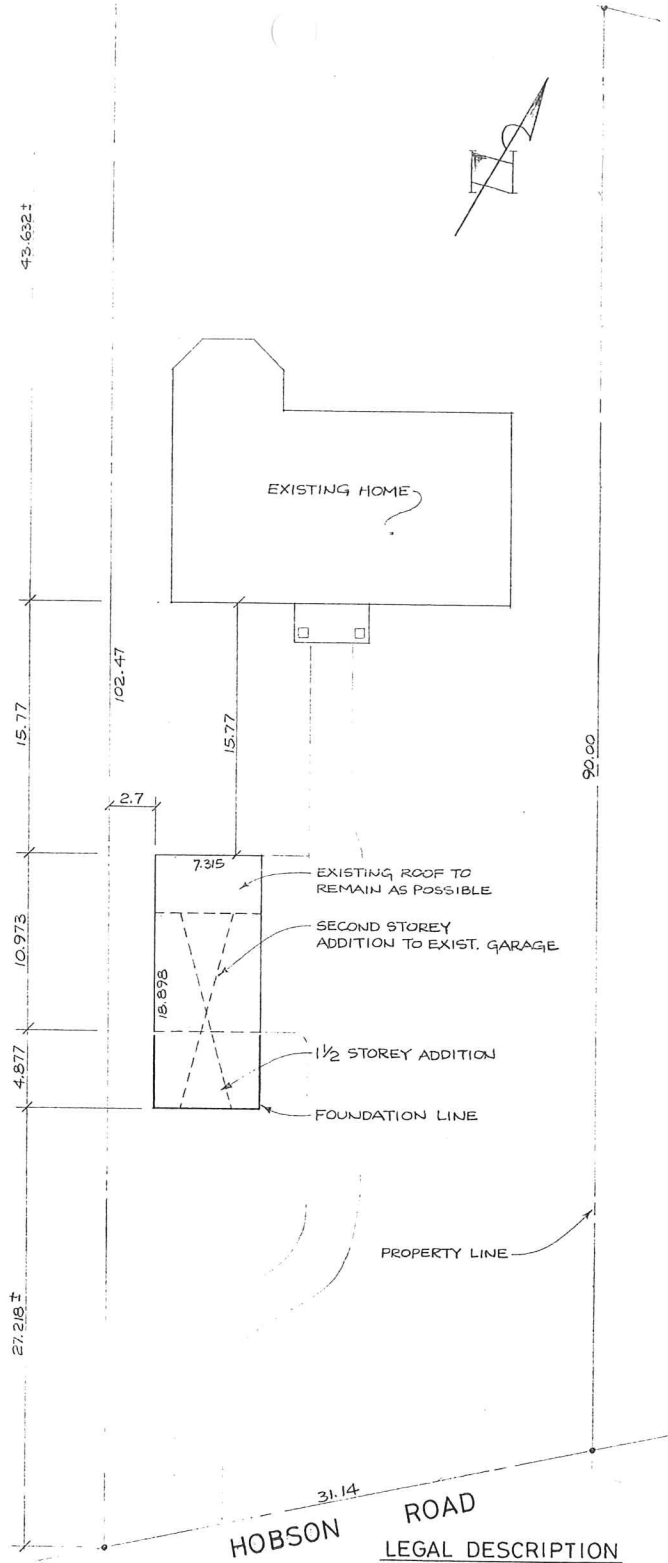 N
43.632±
EXISTING HOME
102.47
15.77
15.77
90.00
2.7
7.315
EXISTING ROOF TO
REMAIN AS POSSIBLE
SECOND STOREY
ADDITION TO EXIST. GARAGE
10.973
18.898
4.877
1½ STOREY ADDITION
FOUNDATION LINE
PROPERTY LINE
27.218±
31.14
HOBSON ROAD
LEGAL DESCRIPTION